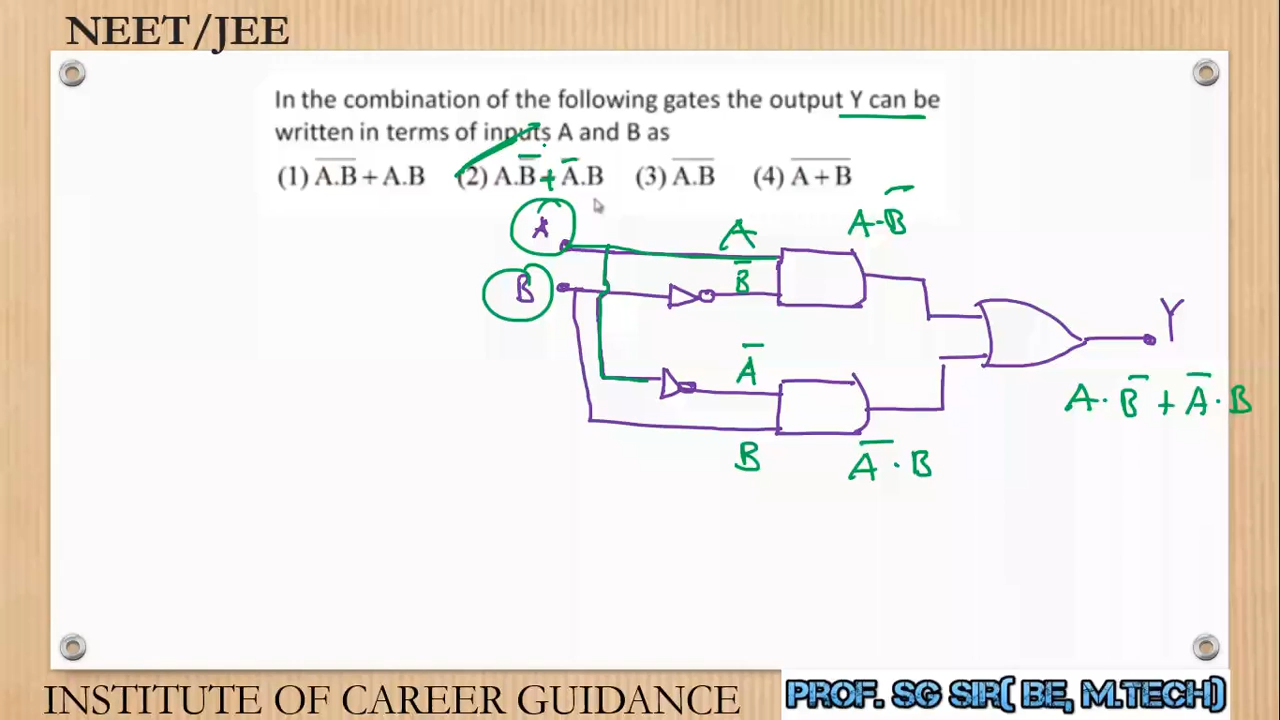 NEET/JEE
In the combination of the following gates the output Y can be
written in terms of inputs A and B as
(1) A̅.̅B̅ + A.B (2) A.B̅ + A̅.B (3) A̅.̅B̅ (4) A̅ ̅+̅ ̅B̅
A
B
A
B̅
A·B̅
A̅
B
A̅·B
Y
A·B̅ + A̅·B
INSTITUTE OF CAREER GUIDANCE
PROF. SG SIR( BE, M.TECH)